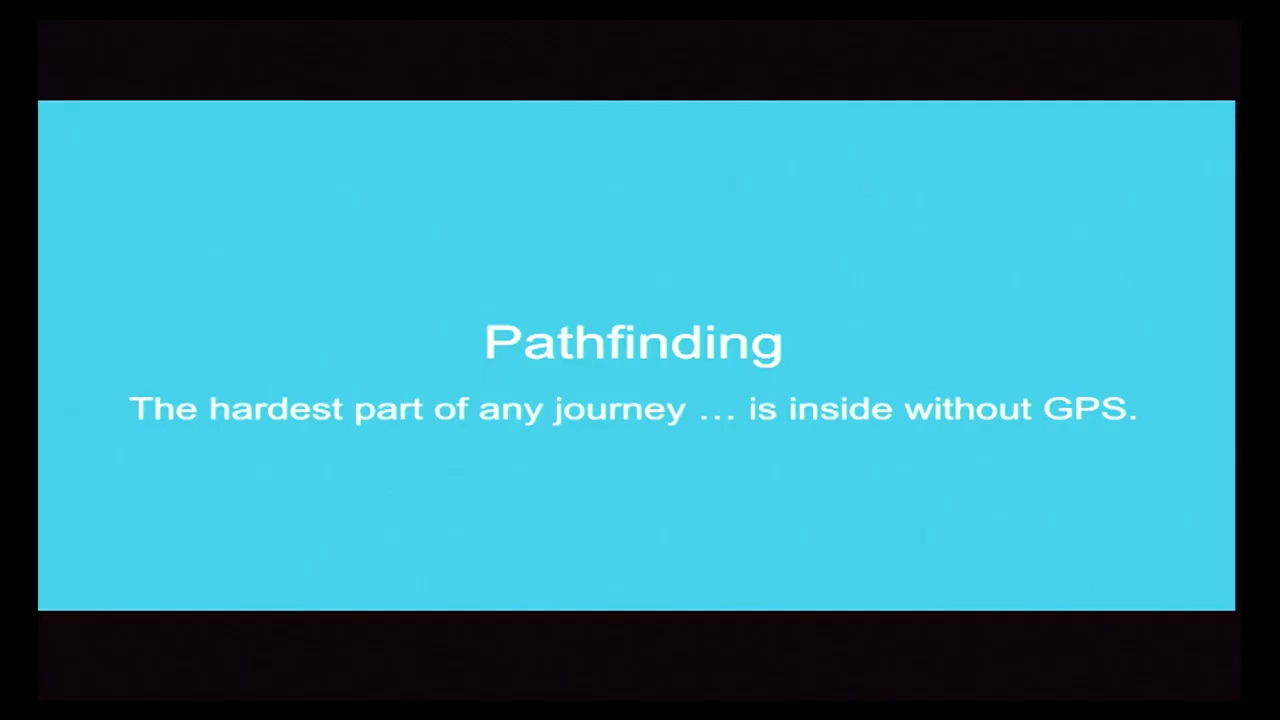 Pathfinding
The hardest part of any journey … is inside without GPS.